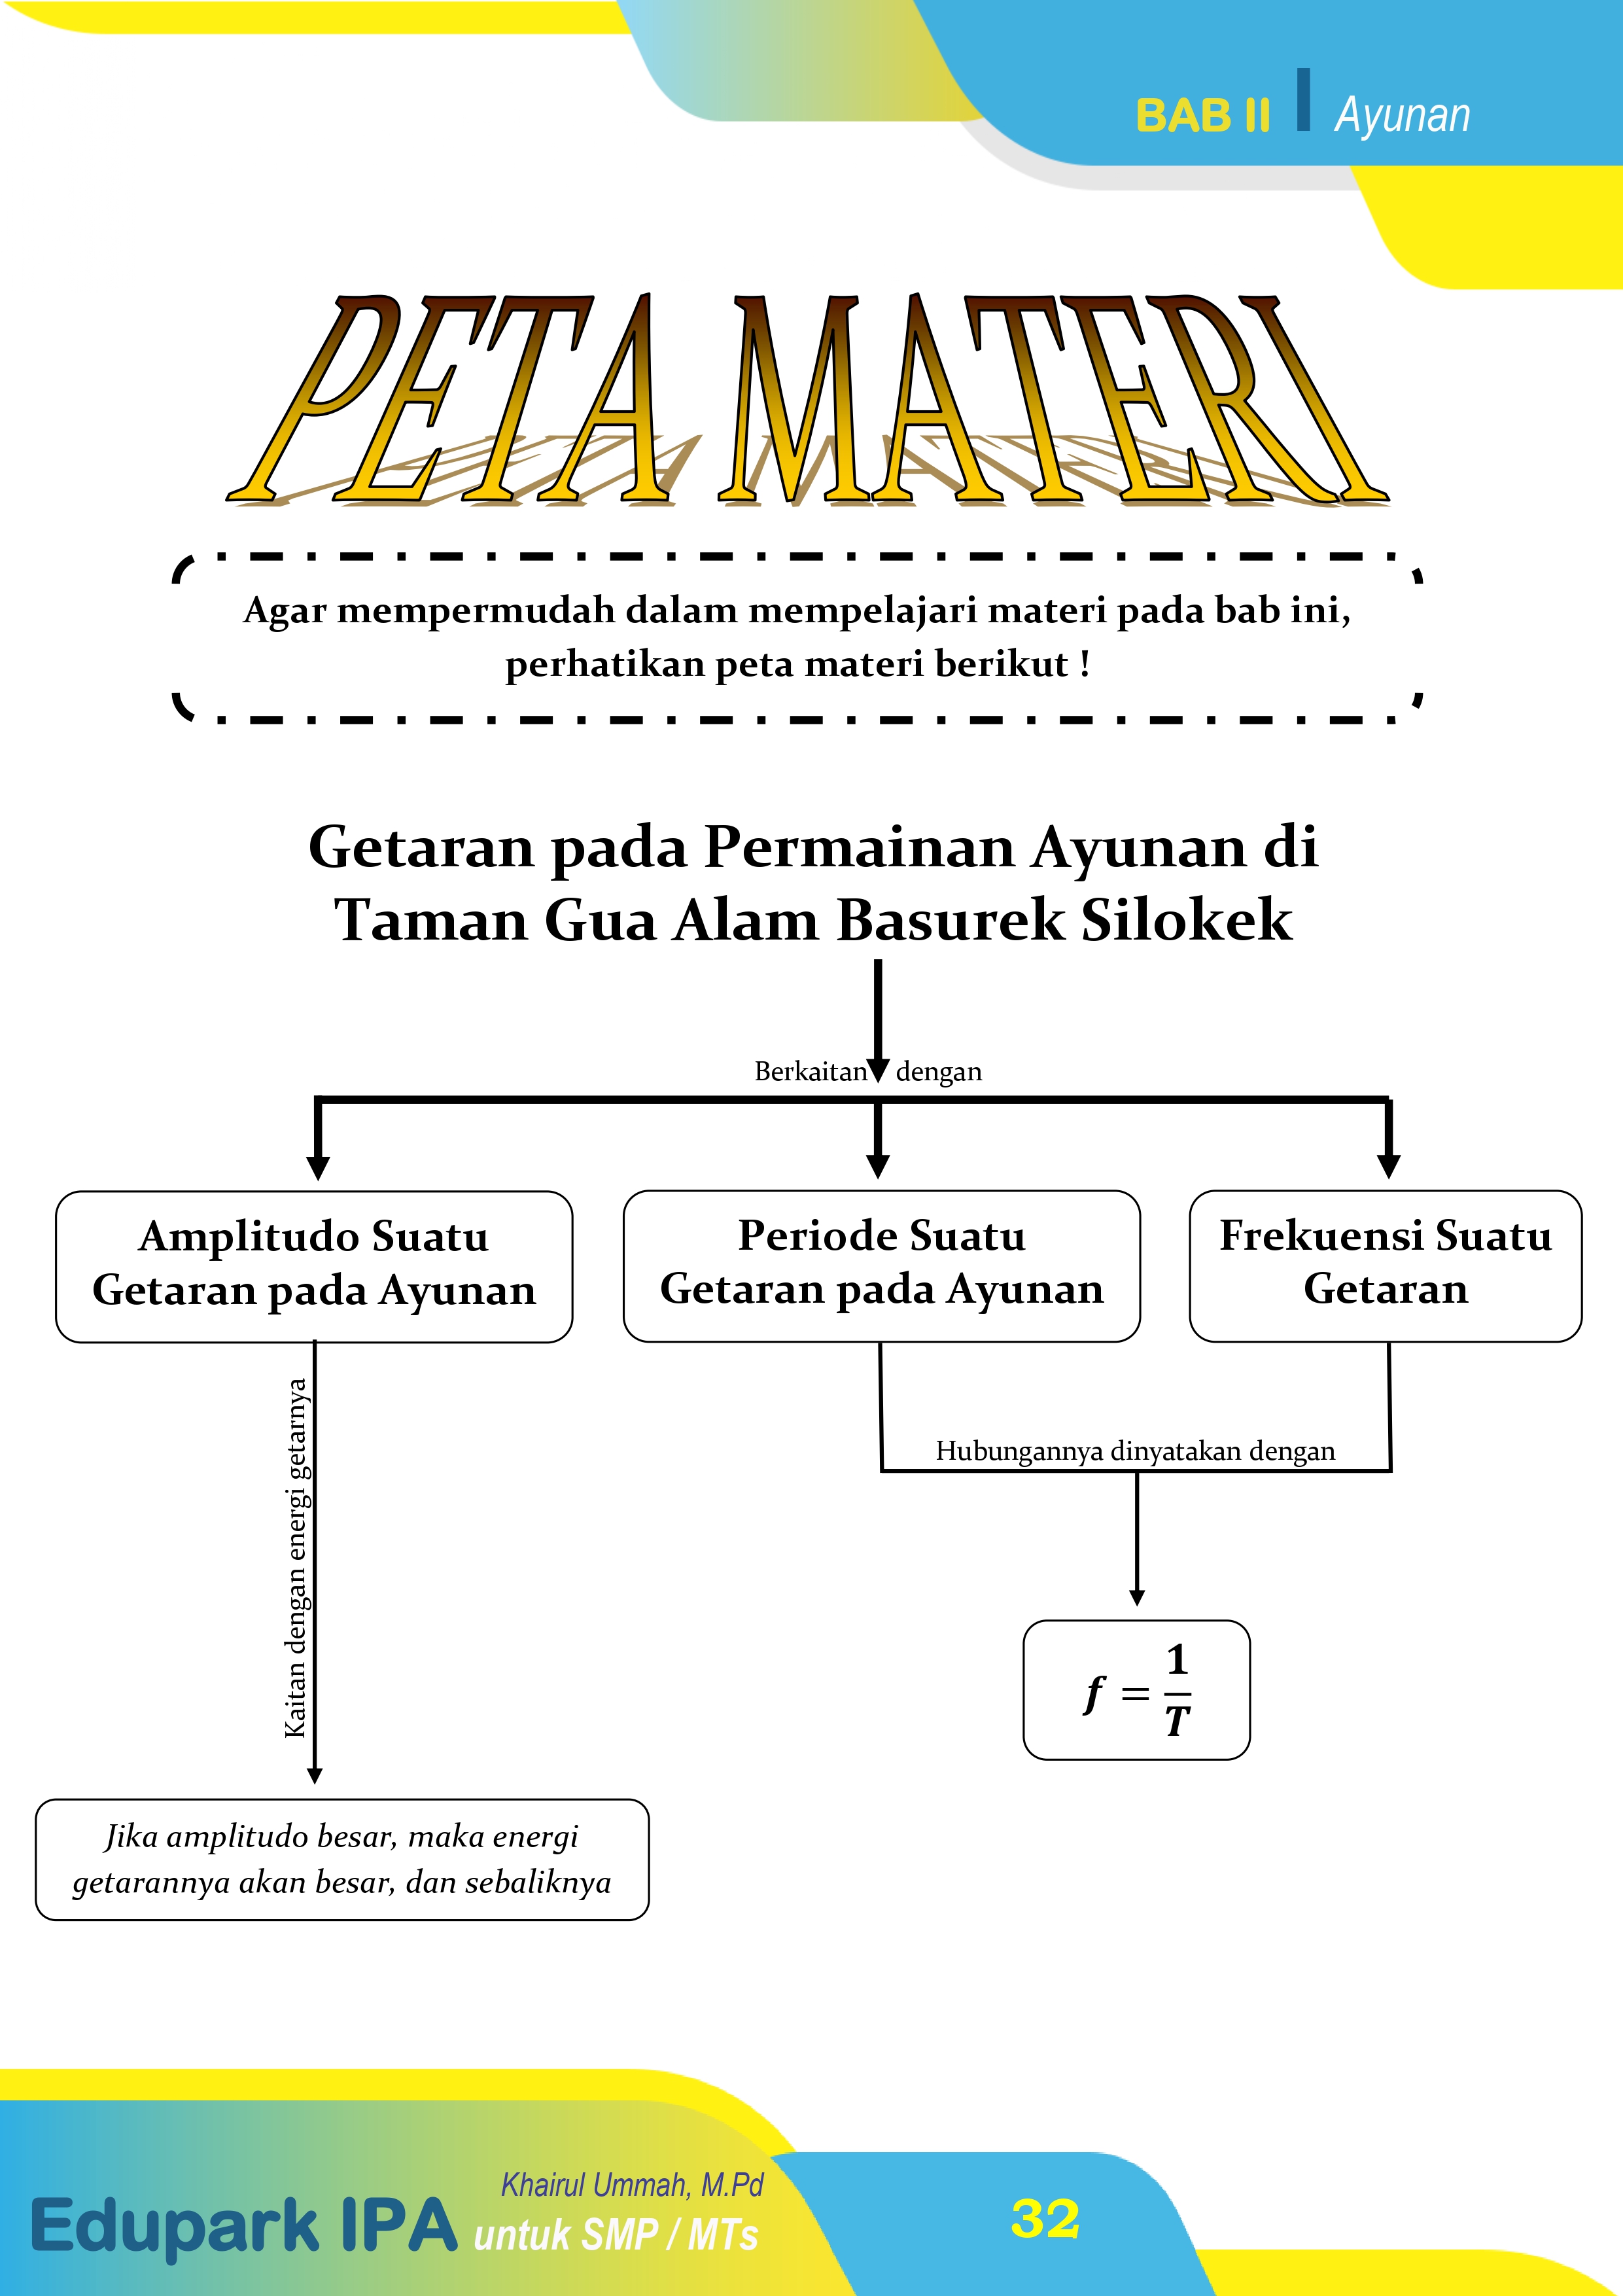 BAB II | Ayunan
PETA MATERI
Agar mempermudah dalam mempelajari materi pada bab ini,
perhatikan peta materi berikut !
Getaran pada Permainan Ayunan di
Taman Gua Alam Basurek Silokek
Berkaitan dengan
Amplitudo Suatu
Getaran pada Ayunan
Periode Suatu
Getaran pada Ayunan
Frekuensi Suatu
Getaran
Kaitan dengan energi getarnya
Hubungannya dinyatakan dengan
f = 1/T
Jika amplitudo besar, maka energi
getarannya akan besar, dan sebaliknya
Khairul Ummah, M.Pd
Edupark IPA untuk SMP / MTs
32